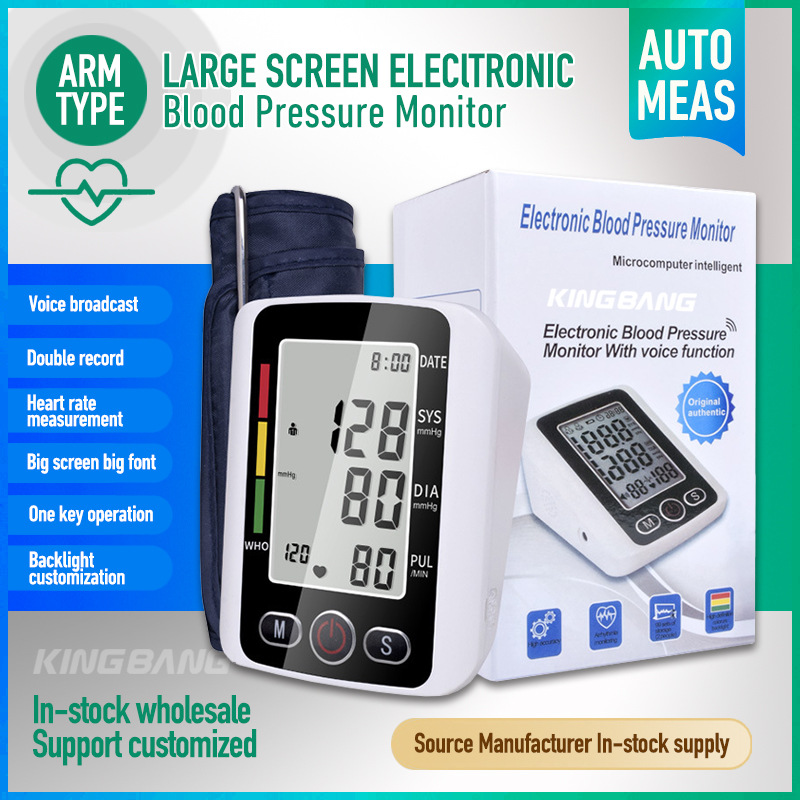 ARM
TYPE
LARGE SCREEN ELECITRONIC
Blood Pressure Monitor
AUTO
MEAS
Voice broadcast
Double record
Heart rate
measurement
Big screen big font
One key operation
Backlight
customization
8:00 DATE
128 SYS
mmHg
mmHg
80 DIA
mmHg
WHO
120 80 PUL
/MIN
M S
Electronic Blood Pressure Monitor
Microcomputer intelligent
KINGBANG
Electronic Blood Pressure
Monitor With voice function
Original
authentic
M S
High accuracy
KINGBANG
In-stock wholesale
Support customized
Source Manufacturer In-stock supply